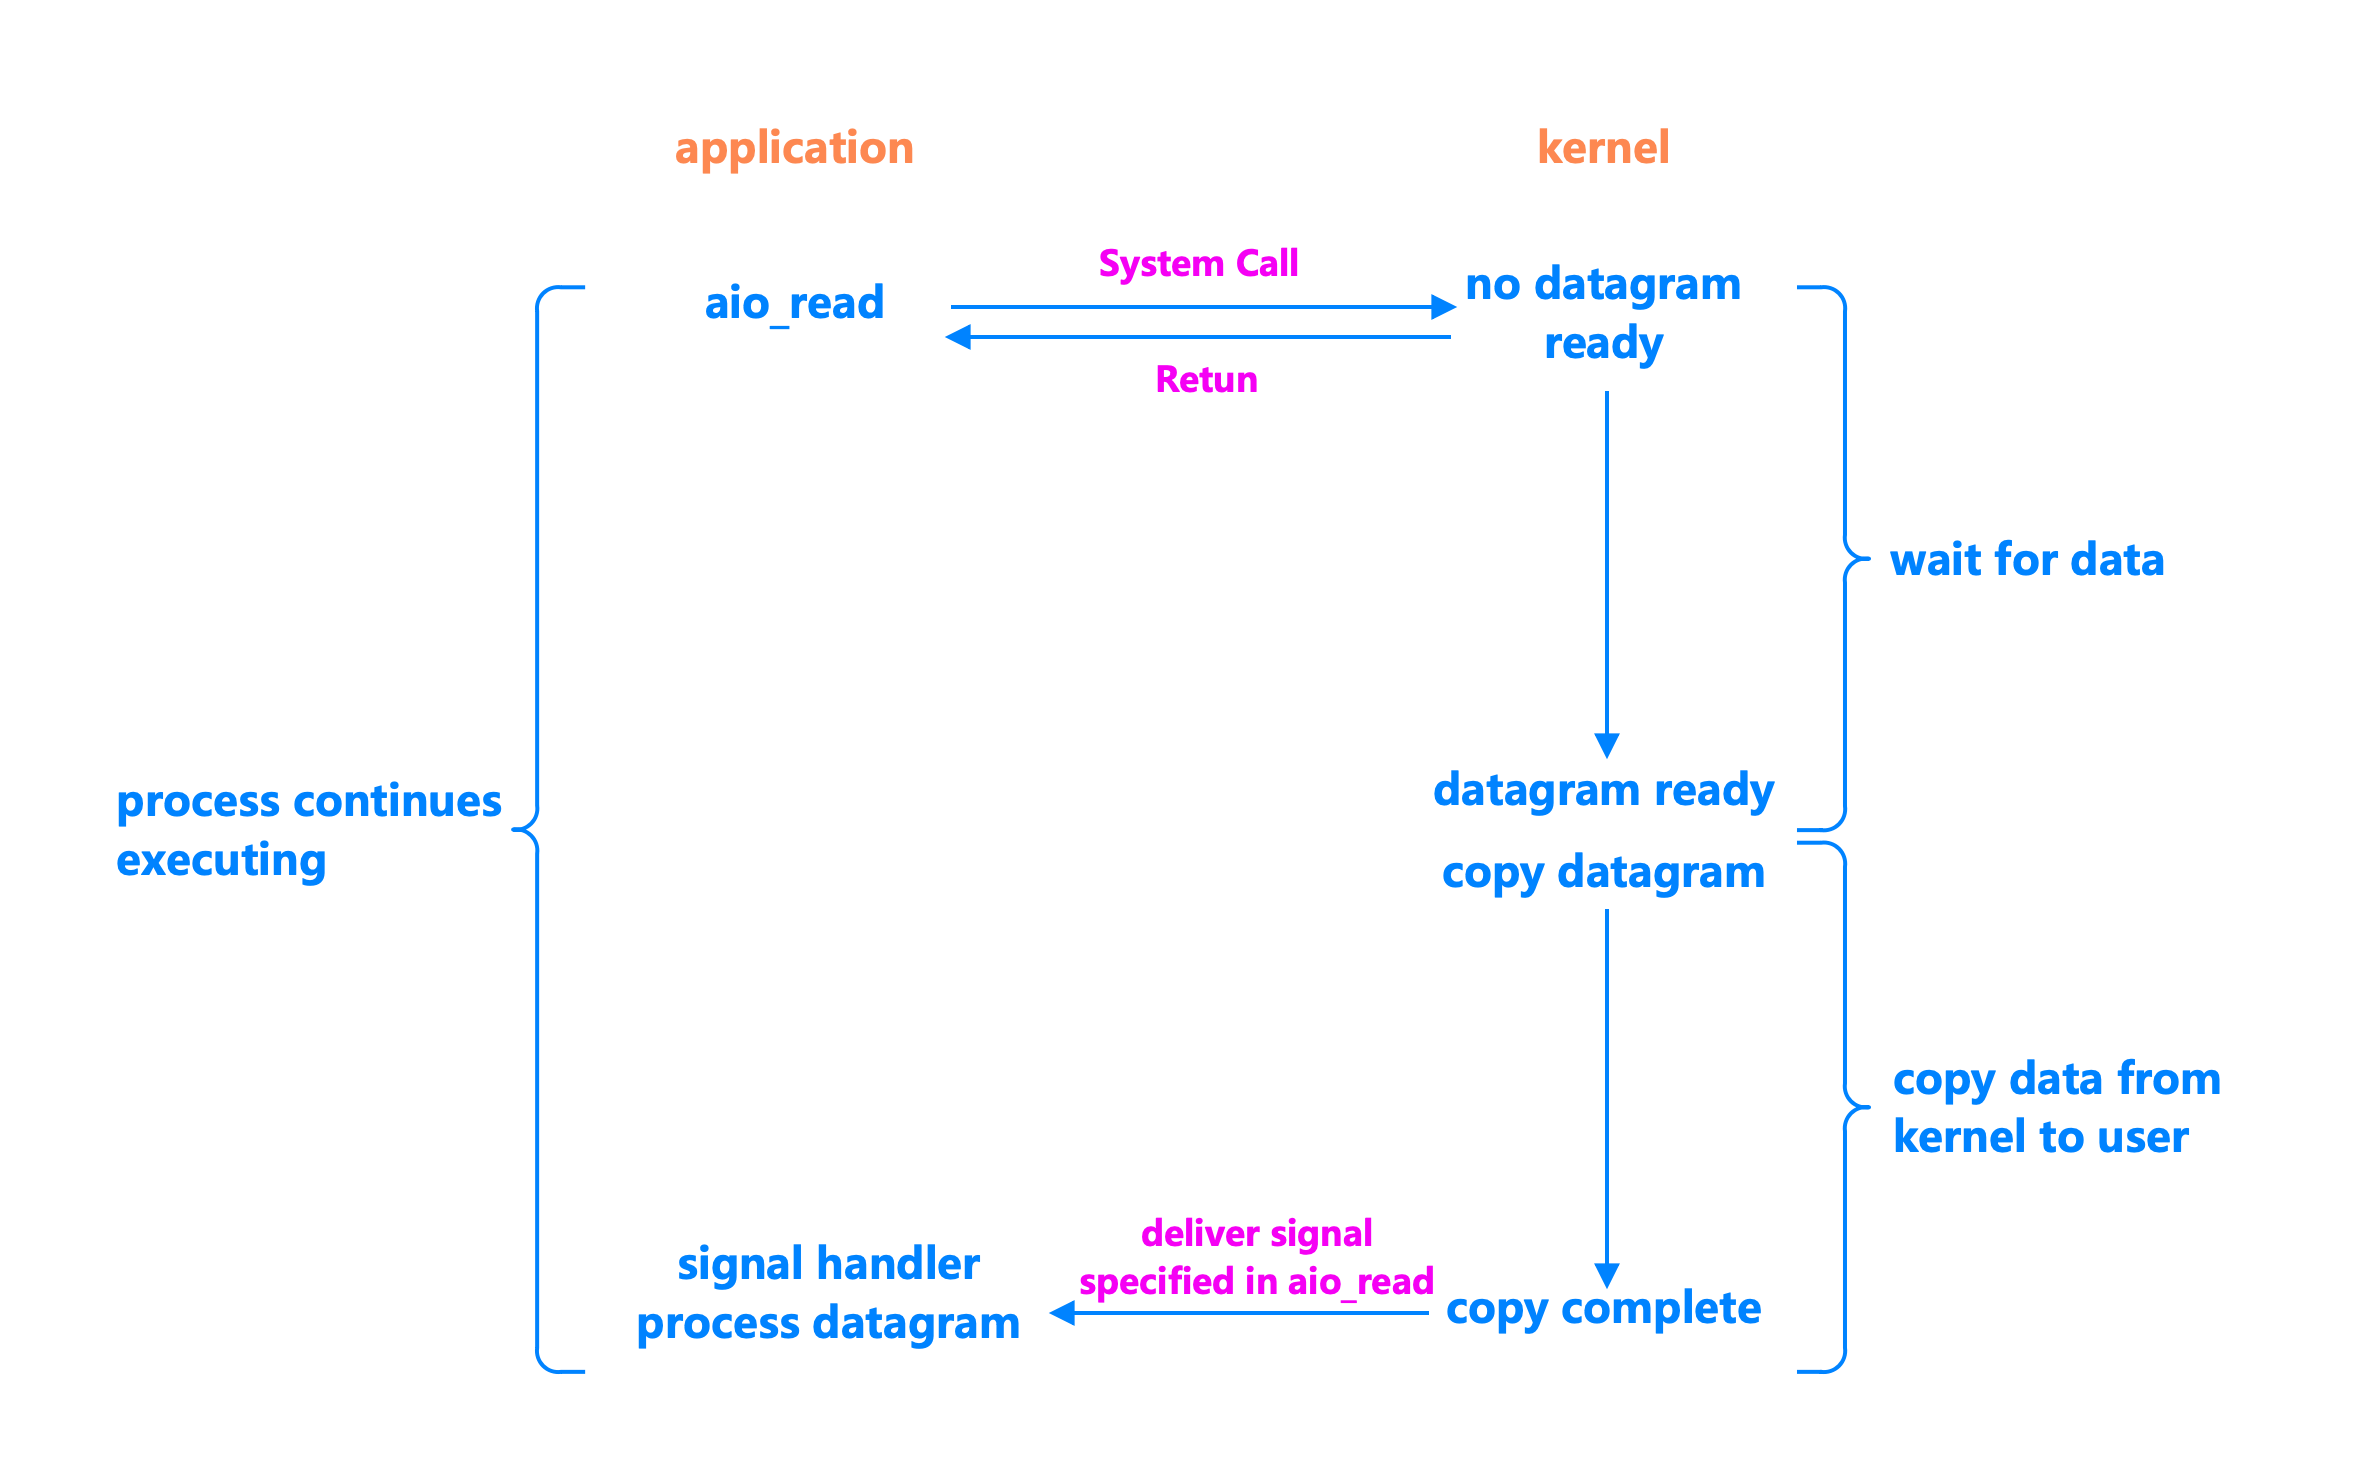 application
kernel
System Call
aio_read
no datagram
ready
Retun
wait for data
datagram ready
process continues
executing
copy datagram
copy data from
kernel to user
deliver signal
specified in aio_read
signal handler
process datagram
copy complete